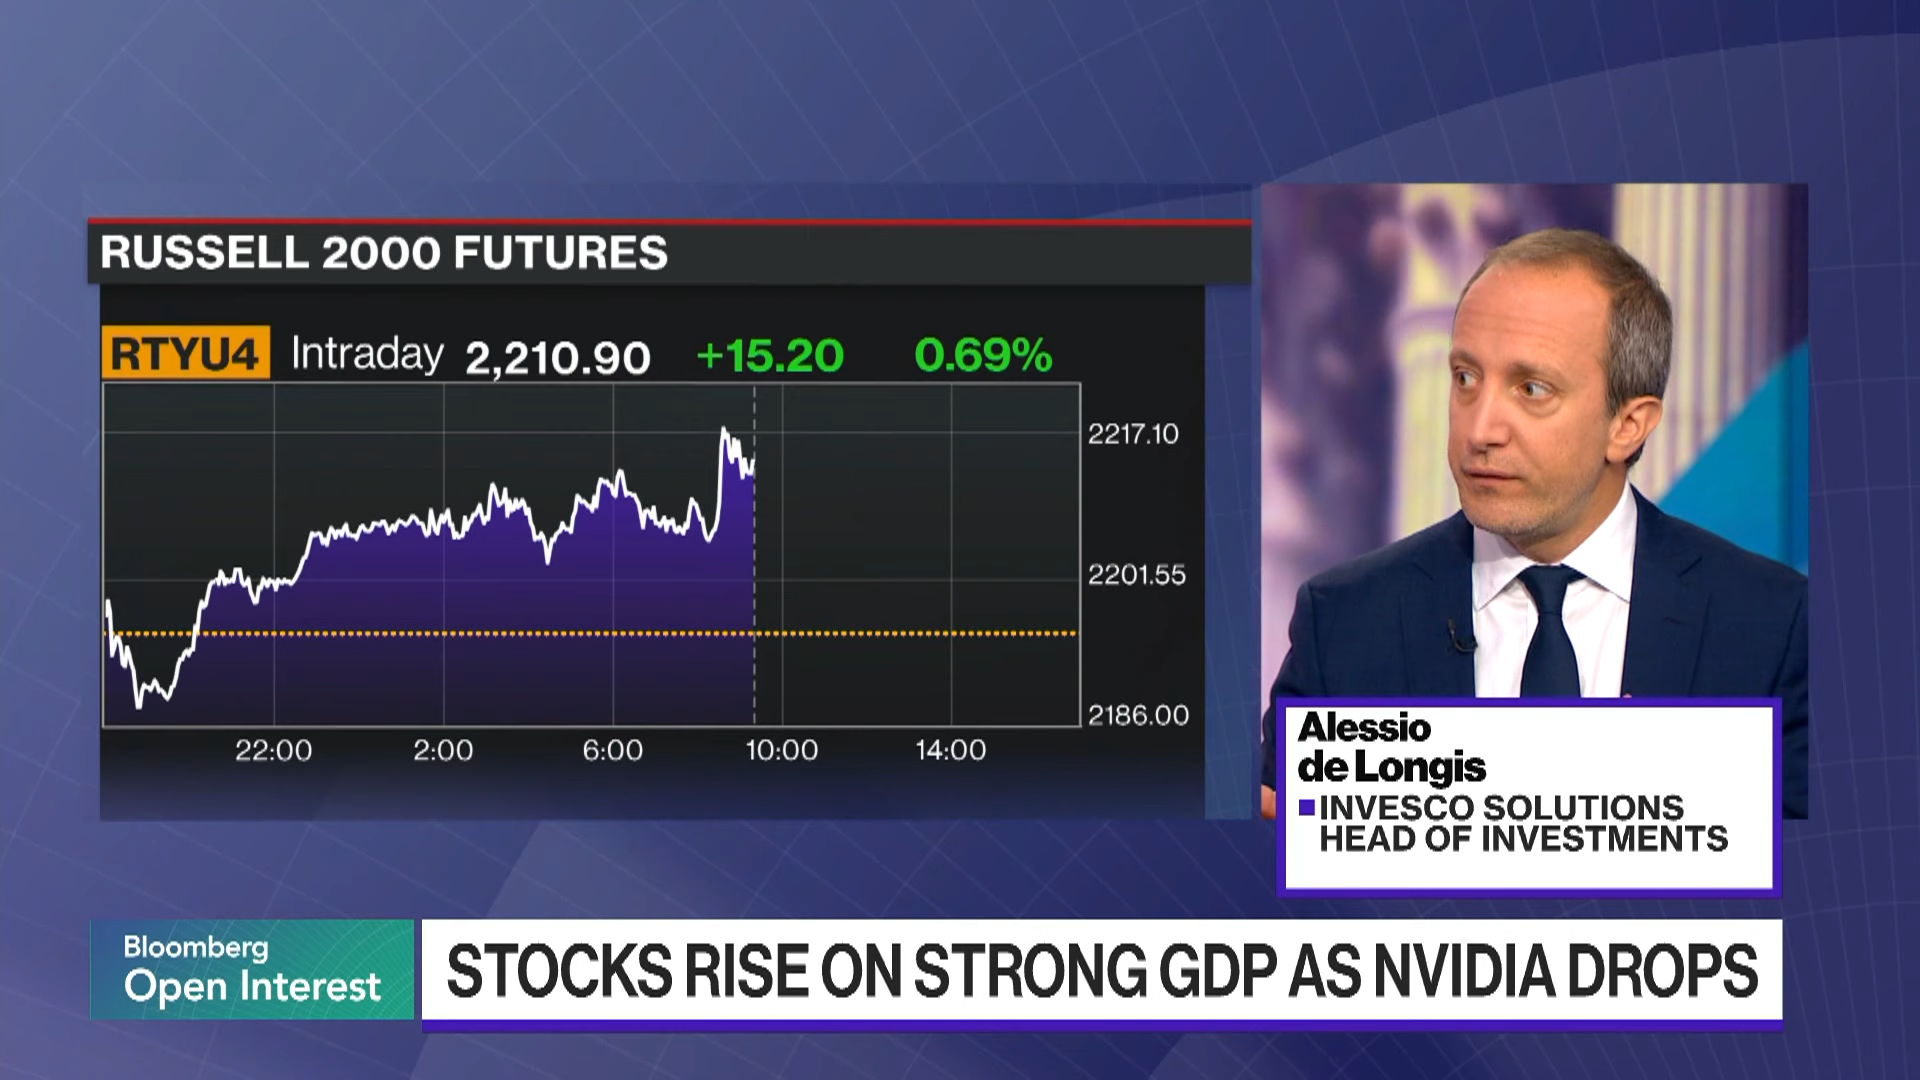 RUSSELL 2000 FUTURES
RTYU4 Intraday 2,210.90 +15.20 0.69%
2217.10
2201.55
2186.00
22:00 2:00 6:00 10:00 14:00
Alessio
de Longis
INVESCO SOLUTIONS
HEAD OF INVESTMENTS
Bloomberg
Open Interest
STOCKS RISE ON STRONG GDP AS NVIDIA DROPS